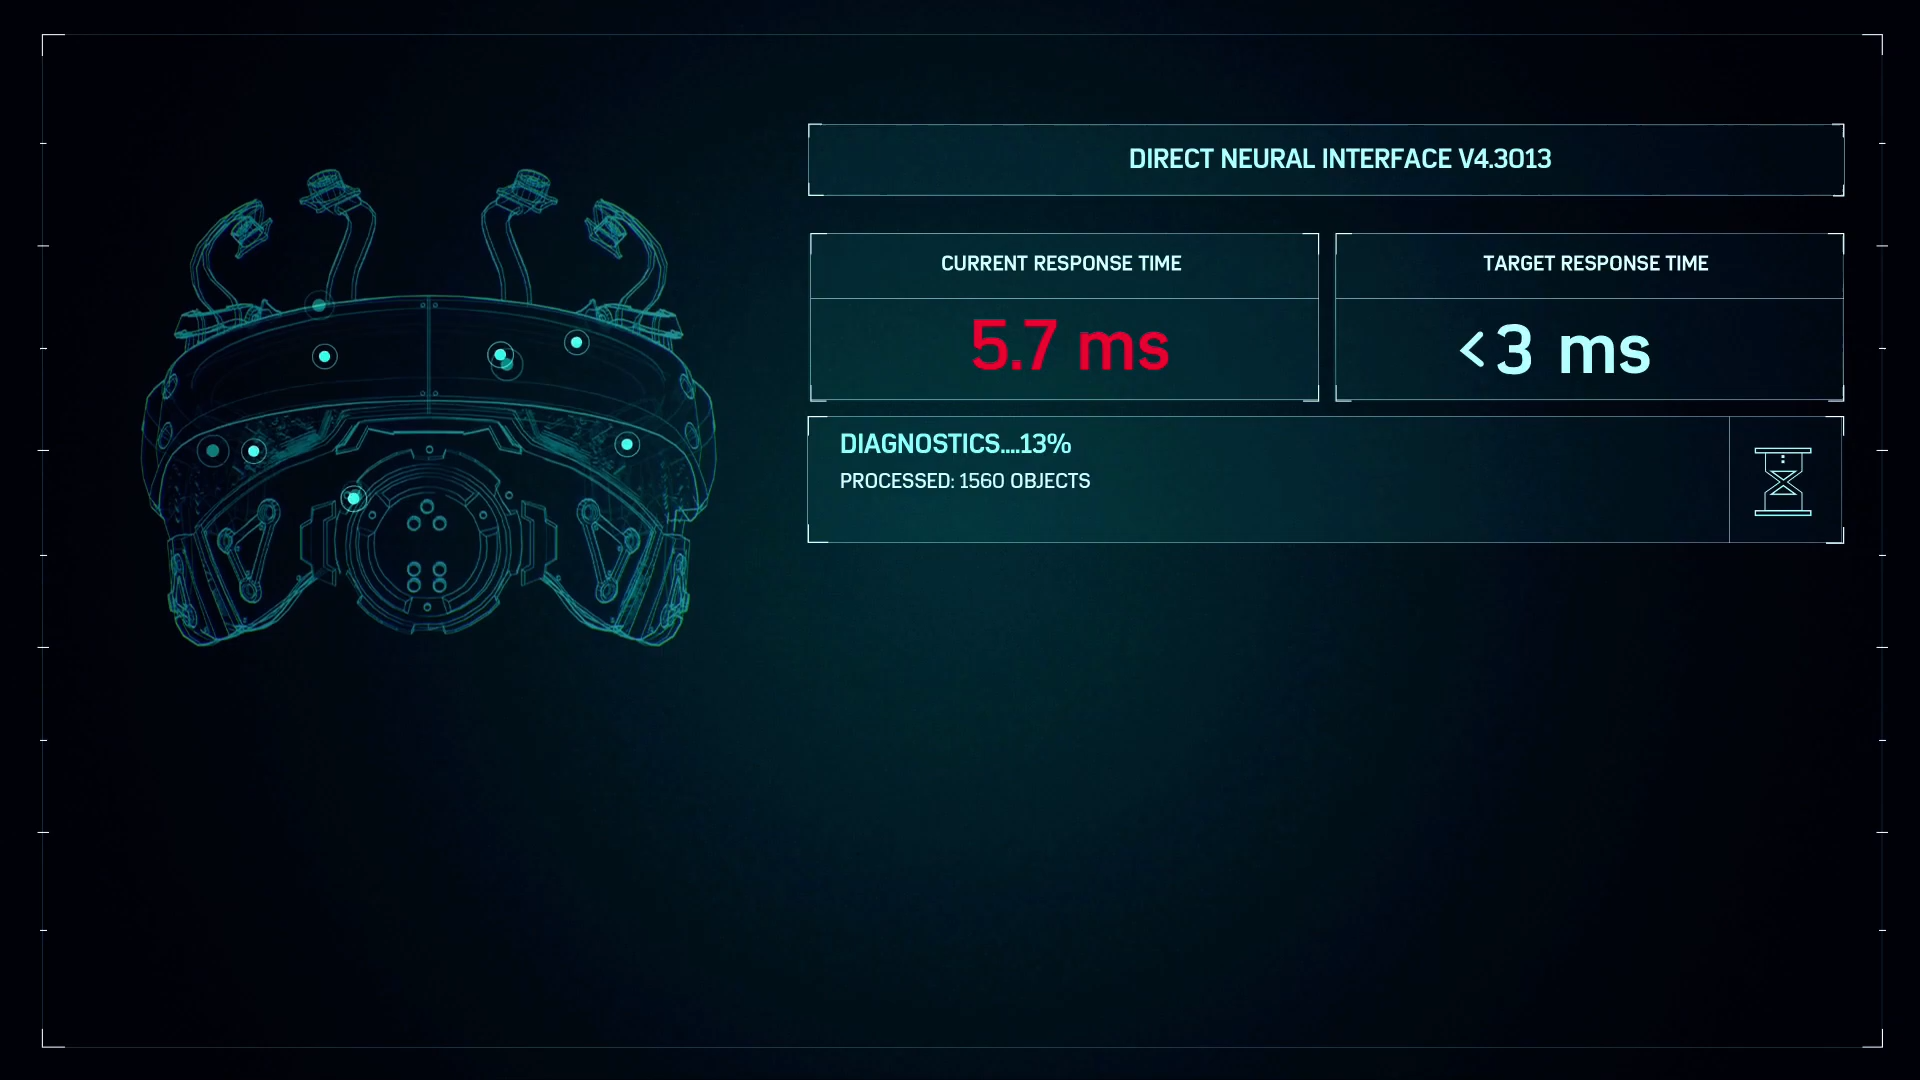 DIRECT NEURAL INTERFACE V4.3013
CURRENT RESPONSE TIME
5.7 ms
TARGET RESPONSE TIME
<3 ms
DIAGNOSTICS....13%
PROCESSED: 1560 OBJECTS